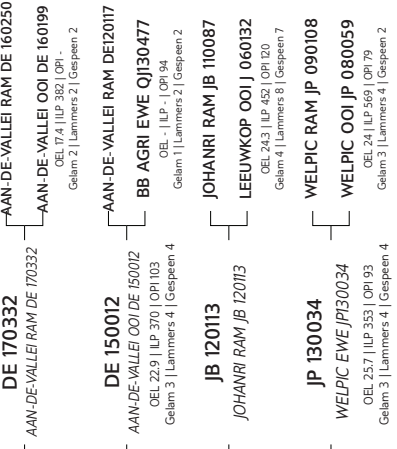 DE 170332
AAN-DE-VALLEI RAM DE 170332
AAN-DE-VALLEI RAM DE 160250
AAN-DE-VALLEI OOI DE 160199
OEL 17.4 | ILP 382 | OPI -
Gelam 2 | Lammers 2 | Gespeen 2
DE 150012
AAN-DE-VALLEI OOI DE 150012
OEL 22.9 | ILP 370 | OPI 103
Gelam 3 | Lammers 4 | Gespeen 4
AAN-DE-VALLEI RAM DE120117
BB AGRI EWE QJ130477
OEL - | ILP - | OPI 94
Gelam 1 | Lammers 2 | Gespeen 2
JB 120113
JOHANRI RAM JB 120113
JOHANRI RAM JB 110087
LEEUWKOP OOI J 060132
OEL 24.3 | ILP 452 | OPI 120
Gelam 4 | Lammers 8 | Gespeen 7
JP 130034
WELPIC EWE JP130034
OEL 25.7 | ILP 353 | OPI 93
Gelam 3 | Lammers 4 | Gespeen 4
WELPIC RAM JP 090108
WELPIC OOI JP 080059
OEL 24 | ILP 569 | OPI 79
Gelam 3 | Lammers 4 | Gespeen 2